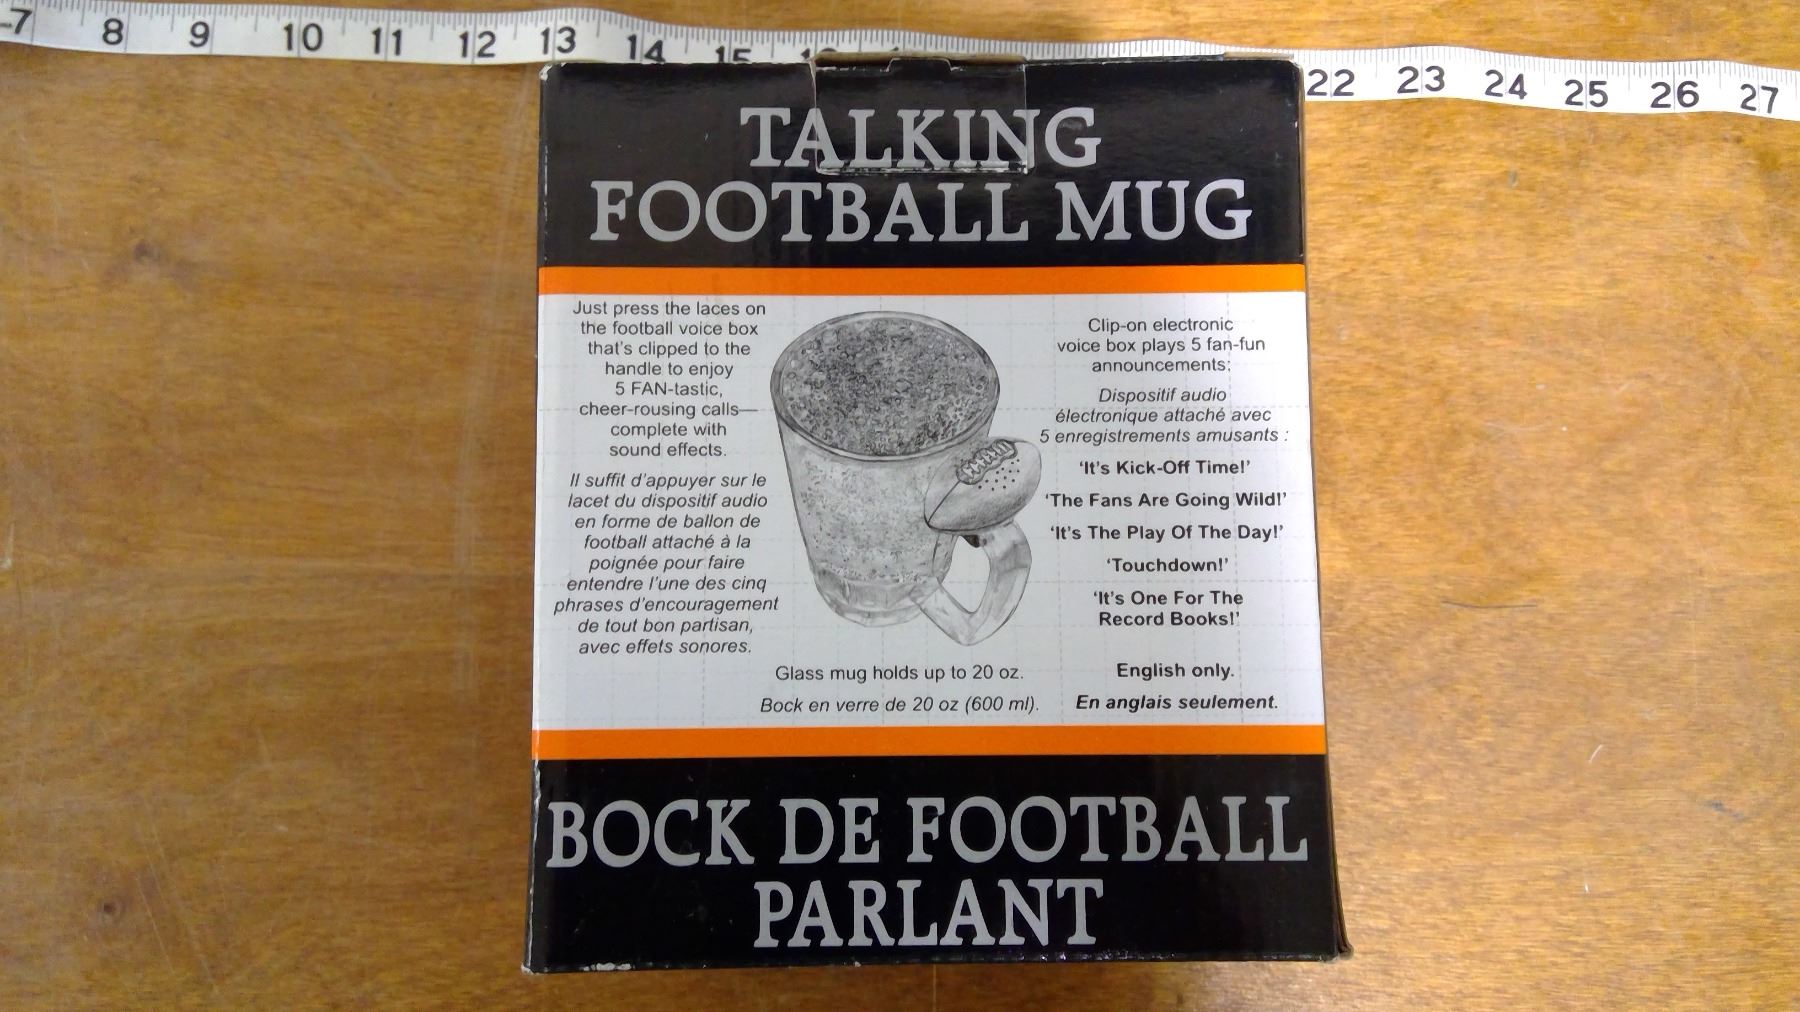 7 8 9 10 11 12 13 14 15
22 23 24 25 26 27
TALKING
FOOTBALL MUG
Just press the laces on
the football voice box
that's clipped to the
handle to enjoy
5 FAN-tastic,
cheer-rousing calls—
complete with
sound effects.
Il suffit d'appuyer sur le
lacet du dispositif audio
en forme de ballon de
football attaché à la
poignée pour faire
entendre l'une des cinq
phrases d'encouragement
de tout bon partisan,
avec effets sonores.
Clip-on electronic
voice box plays 5 fan-fun
announcements:
Dispositif audio
électronique attaché avec
5 enregistrements amusants :
'It's Kick-Off Time!'
'The Fans Are Going Wild!'
'It's The Play Of The Day!'
'Touchdown!'
'It's One For The
Record Books!'
Glass mug holds up to 20 oz.
Bock en verre de 20 oz (600 ml).
English only.
En anglais seulement.
BOCK DE FOOTBALL
PARLANT